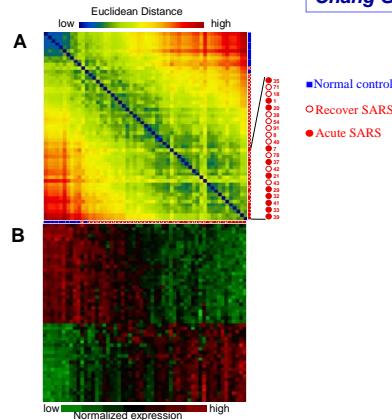 Chang G
Euclidean Distance
low high
A
Normal control
Recover SARS
Acute SARS
35
71
18
1
20
38
54
91
8
40
7
78
37
42
21
43
29
32
41
33
39
B
low high
Normalized expression